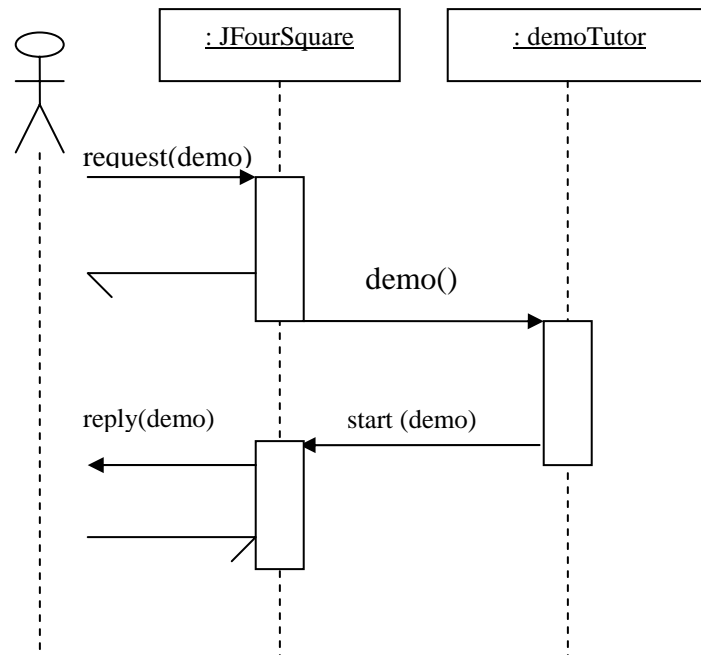 : JFourSquare
: demoTutor
request(demo)
demo()
reply(demo)
start (demo)